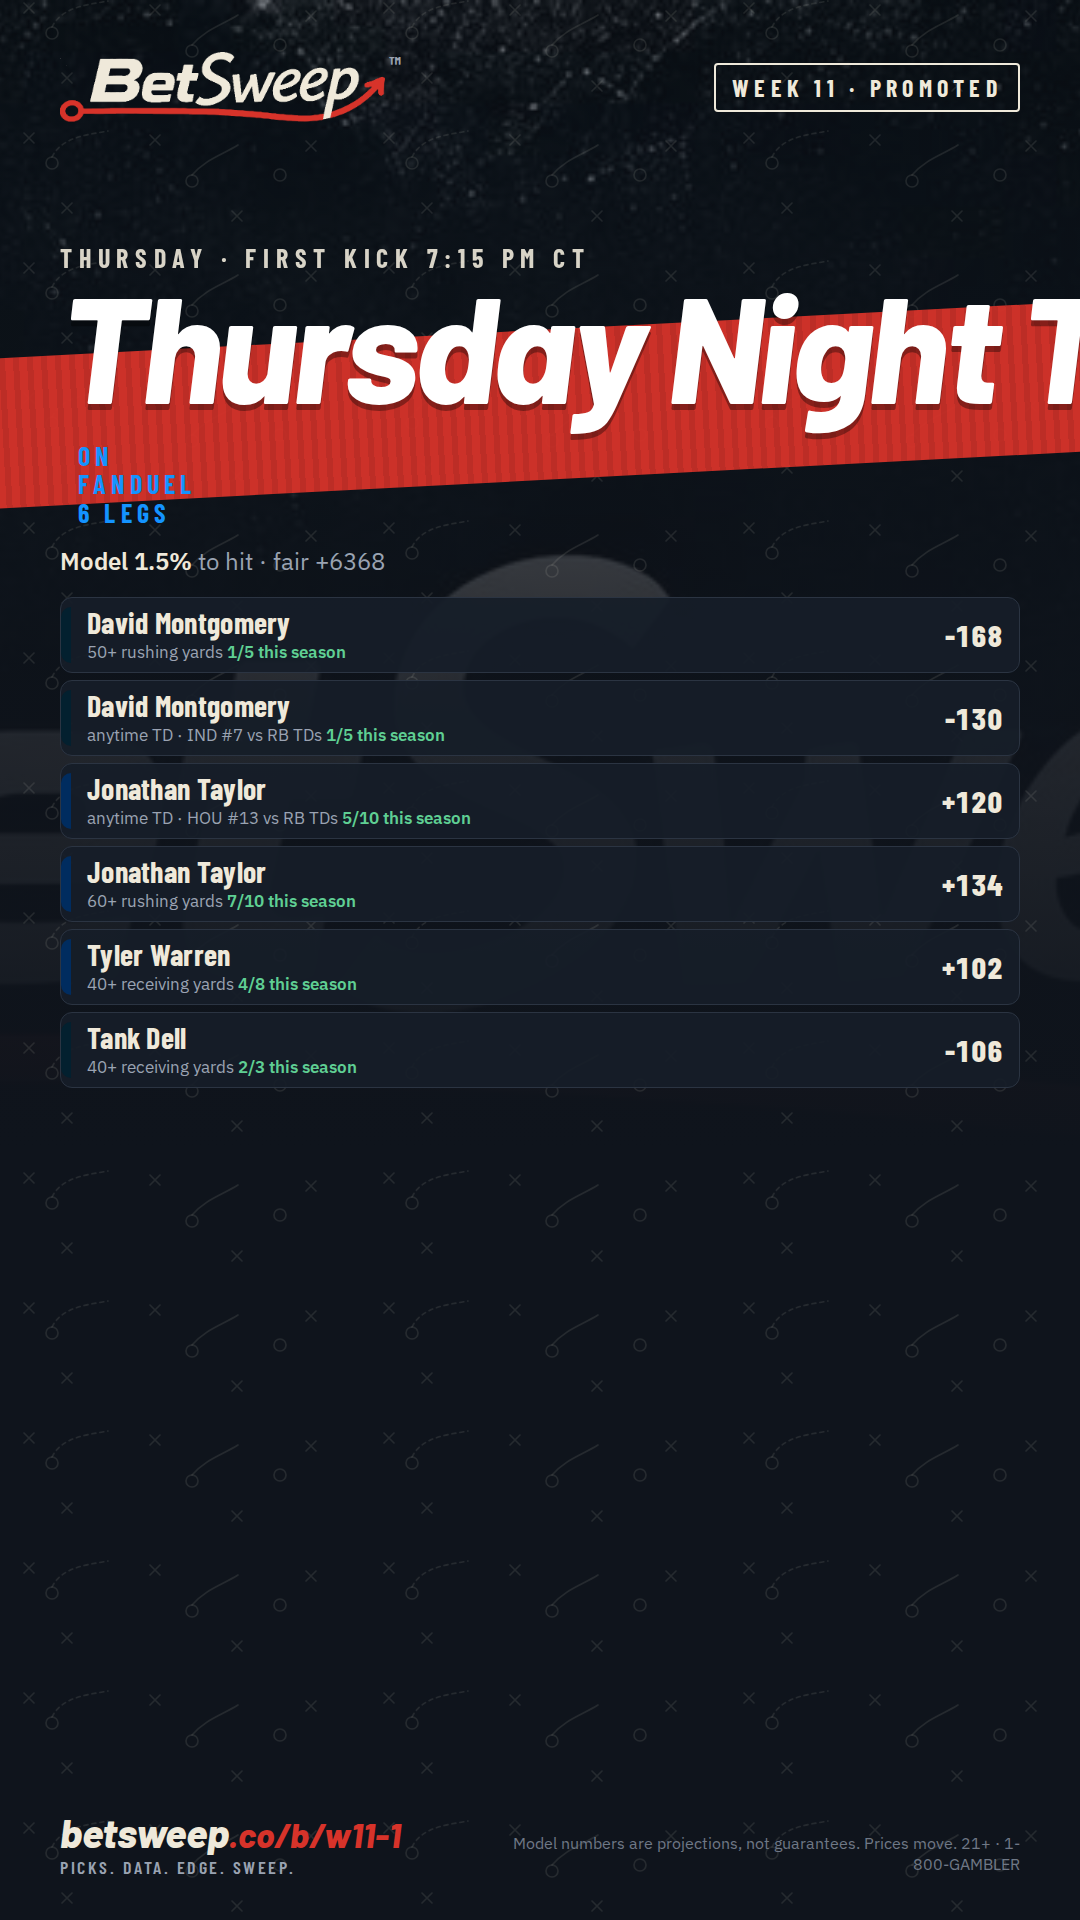 BetSweep™
WEEK 11 · PROMOTED
THURSDAY · FIRST KICK 7:15 PM CT
Thursday Night T
ON
FANDUEL
6 LEGS
Model 1.5% to hit · fair +6368
David Montgomery
50+ rushing yards 1/5 this season
-168
David Montgomery
anytime TD · IND #7 vs RB TDs 1/5 this season
-130
Jonathan Taylor
anytime TD · HOU #13 vs RB TDs 5/10 this season
+120
Jonathan Taylor
60+ rushing yards 7/10 this season
+134
Tyler Warren
40+ receiving yards 4/8 this season
+102
Tank Dell
40+ receiving yards 2/3 this season
-106
betsweep.co/b/w11-1
PICKS. DATA. EDGE. SWEEP.
Model numbers are projections, not guarantees. Prices move. 21+ · 1-
800-GAMBLER